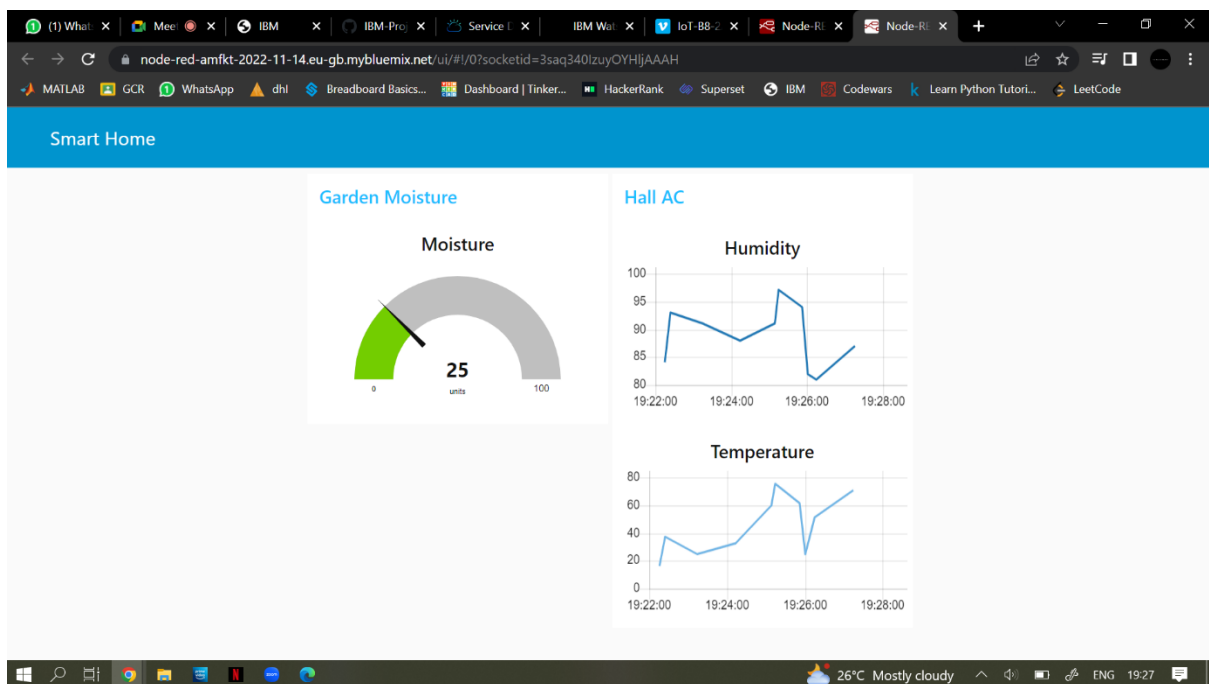 (1) What:
Meet
IBM
IBM-Proj
Service D
IBM Wat
IoT-B8-2
Node-RE
Node-RE
node-red-amfkt-2022-11-14.eu-gb.mybluemix.net/ui/#!/0?socketid=3saq340IzuyOYHljAAAH
MATLAB
GCR
WhatsApp
dhl
Breadboard Basics...
Dashboard | Tinker...
HackerRank
Superset
IBM
Codewars
Learn Python Tutori...
LeetCode
Smart Home
Garden Moisture
Moisture
25
units
0
100
Hall AC
Humidity
100
95
90
85
80
19:22:00
19:24:00
19:26:00
19:28:00
Temperature
80
60
40
20
0
19:22:00
19:24:00
19:26:00
19:28:00
26°C Mostly cloudy
ENG
19:27